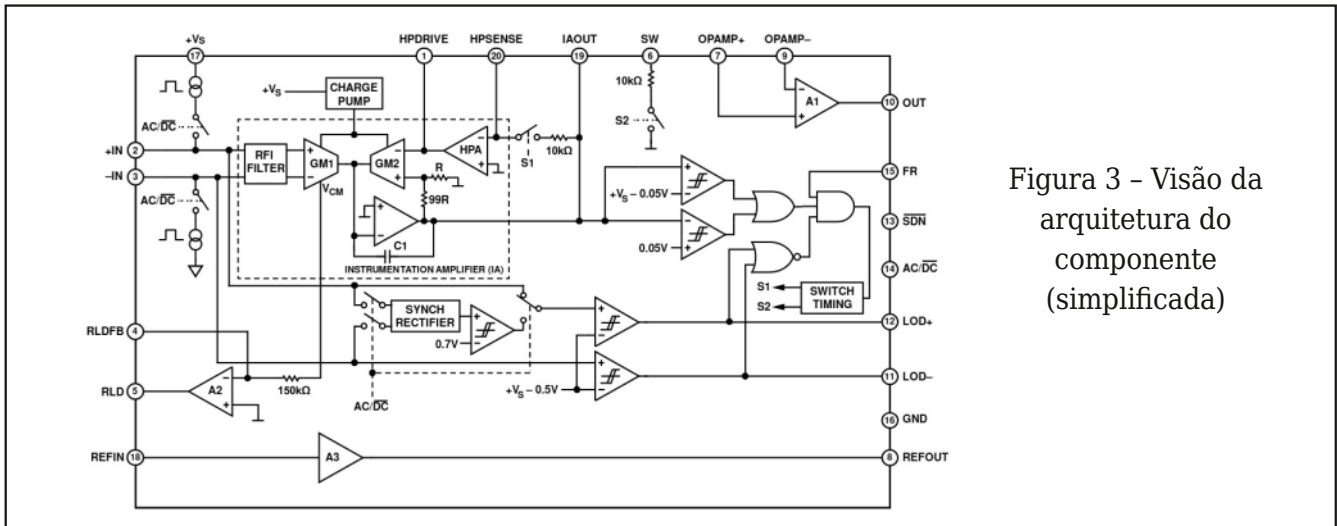 +VS
HPDRIVE
HPSENSE
IAOUT
SW
OPAMP+
OPAMP–
17
1
20
19
6
7
9
10kΩ
+VS
CHARGE
PUMP
A1
10
OUT
AC/DC
S2
2
+IN
RFI
FILTER
GM1
GM2
HPA
S1
10kΩ
3
–IN
VCM
R
99R
+VS – 0.05V
15
FR
AC/DC
13
SDN
C1
0.05V
INSTRUMENTATION AMPLIFIER (IA)
14
AC/DC
S1
S2
SWITCH
TIMING
SYNCH
RECTIFIER
0.7V
12
LOD+
RLDFB
4
RLD
5
A2
150kΩ
AC/DC
+VS – 0.5V
11
LOD–
16
GND
REFIN
18
A3
8
REFOUT
Figura 3 – Visão da
arquitetura do
componente
(simplificada)